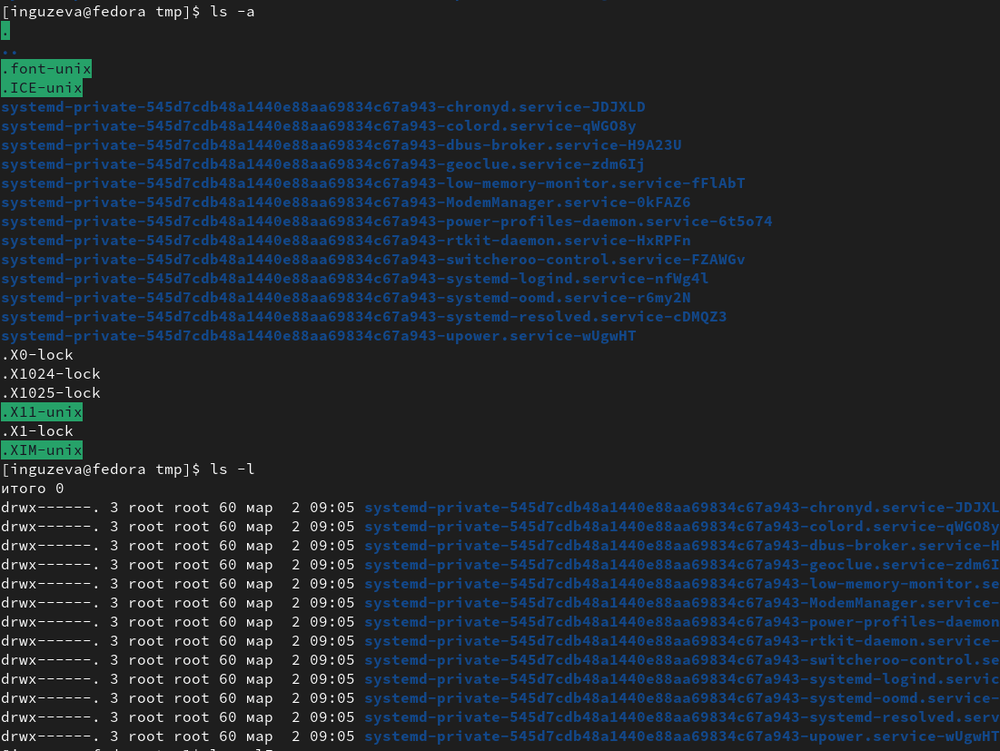 [inguzeva@fedora tmp]$ ls -a
.
..
.font-unix
.ICE-unix
systemd-private-545d7cdb48a1440e88aa69834c67a943-chronyd.service-JDJXLD
systemd-private-545d7cdb48a1440e88aa69834c67a943-colord.service-qWGO8y
systemd-private-545d7cdb48a1440e88aa69834c67a943-dbus-broker.service-H9A23U
systemd-private-545d7cdb48a1440e88aa69834c67a943-geoclue.service-zdm6Ij
systemd-private-545d7cdb48a1440e88aa69834c67a943-low-memory-monitor.service-fFlAbT
systemd-private-545d7cdb48a1440e88aa69834c67a943-ModemManager.service-0kFAZ6
systemd-private-545d7cdb48a1440e88aa69834c67a943-power-profiles-daemon.service-6t5o74
systemd-private-545d7cdb48a1440e88aa69834c67a943-rtkit-daemon.service-HxRPFn
systemd-private-545d7cdb48a1440e88aa69834c67a943-switcheroo-control.service-FZAWGv
systemd-private-545d7cdb48a1440e88aa69834c67a943-systemd-logind.service-nfWg4l
systemd-private-545d7cdb48a1440e88aa69834c67a943-systemd-oomd.service-r6my2N
systemd-private-545d7cdb48a1440e88aa69834c67a943-systemd-resolved.service-cDMQZ3
systemd-private-545d7cdb48a1440e88aa69834c67a943-upower.service-wUgwHT
.X0-lock
.X1024-lock
.X1025-lock
.X11-unix
.X1-lock
.XIM-unix
[inguzeva@fedora tmp]$ ls -l
итого 0
drwx------. 3 root root 60 мар  2 09:05 systemd-private-545d7cdb48a1440e88aa69834c67a943-chronyd.service-JDJXL
drwx------. 3 root root 60 мар  2 09:05 systemd-private-545d7cdb48a1440e88aa69834c67a943-colord.service-qWGO8y
drwx------. 3 root root 60 мар  2 09:05 systemd-private-545d7cdb48a1440e88aa69834c67a943-dbus-broker.service-H
drwx------. 3 root root 60 мар  2 09:05 systemd-private-545d7cdb48a1440e88aa69834c67a943-geoclue.service-zdm6I
drwx------. 3 root root 60 мар  2 09:05 systemd-private-545d7cdb48a1440e88aa69834c67a943-low-memory-monitor.se
drwx------. 3 root root 60 мар  2 09:05 systemd-private-545d7cdb48a1440e88aa69834c67a943-ModemManager.service-
drwx------. 3 root root 60 мар  2 09:05 systemd-private-545d7cdb48a1440e88aa69834c67a943-power-profiles-daemon
drwx------. 3 root root 60 мар  2 09:05 systemd-private-545d7cdb48a1440e88aa69834c67a943-rtkit-daemon.service-
drwx------. 3 root root 60 мар  2 09:05 systemd-private-545d7cdb48a1440e88aa69834c67a943-switcheroo-control.se
drwx------. 3 root root 60 мар  2 09:05 systemd-private-545d7cdb48a1440e88aa69834c67a943-systemd-logind.servic
drwx------. 3 root root 60 мар  2 09:05 systemd-private-545d7cdb48a1440e88aa69834c67a943-systemd-oomd.service-
drwx------. 3 root root 60 мар  2 09:05 systemd-private-545d7cdb48a1440e88aa69834c67a943-systemd-resolved.serv
drwx------. 3 root root 60 мар  2 09:05 systemd-private-545d7cdb48a1440e88aa69834c67a943-upower.service-wUgwHT